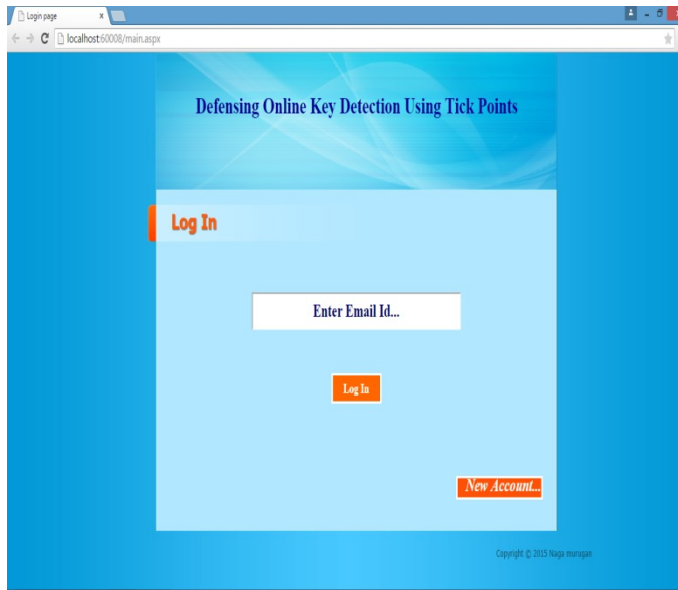 Login page
localhost:60008/main.aspx
Defensing Online Key Detection Using Tick Points
Log In
Enter Email Id...
Log In
New Account...
Copyright © 2015 Naga murugan